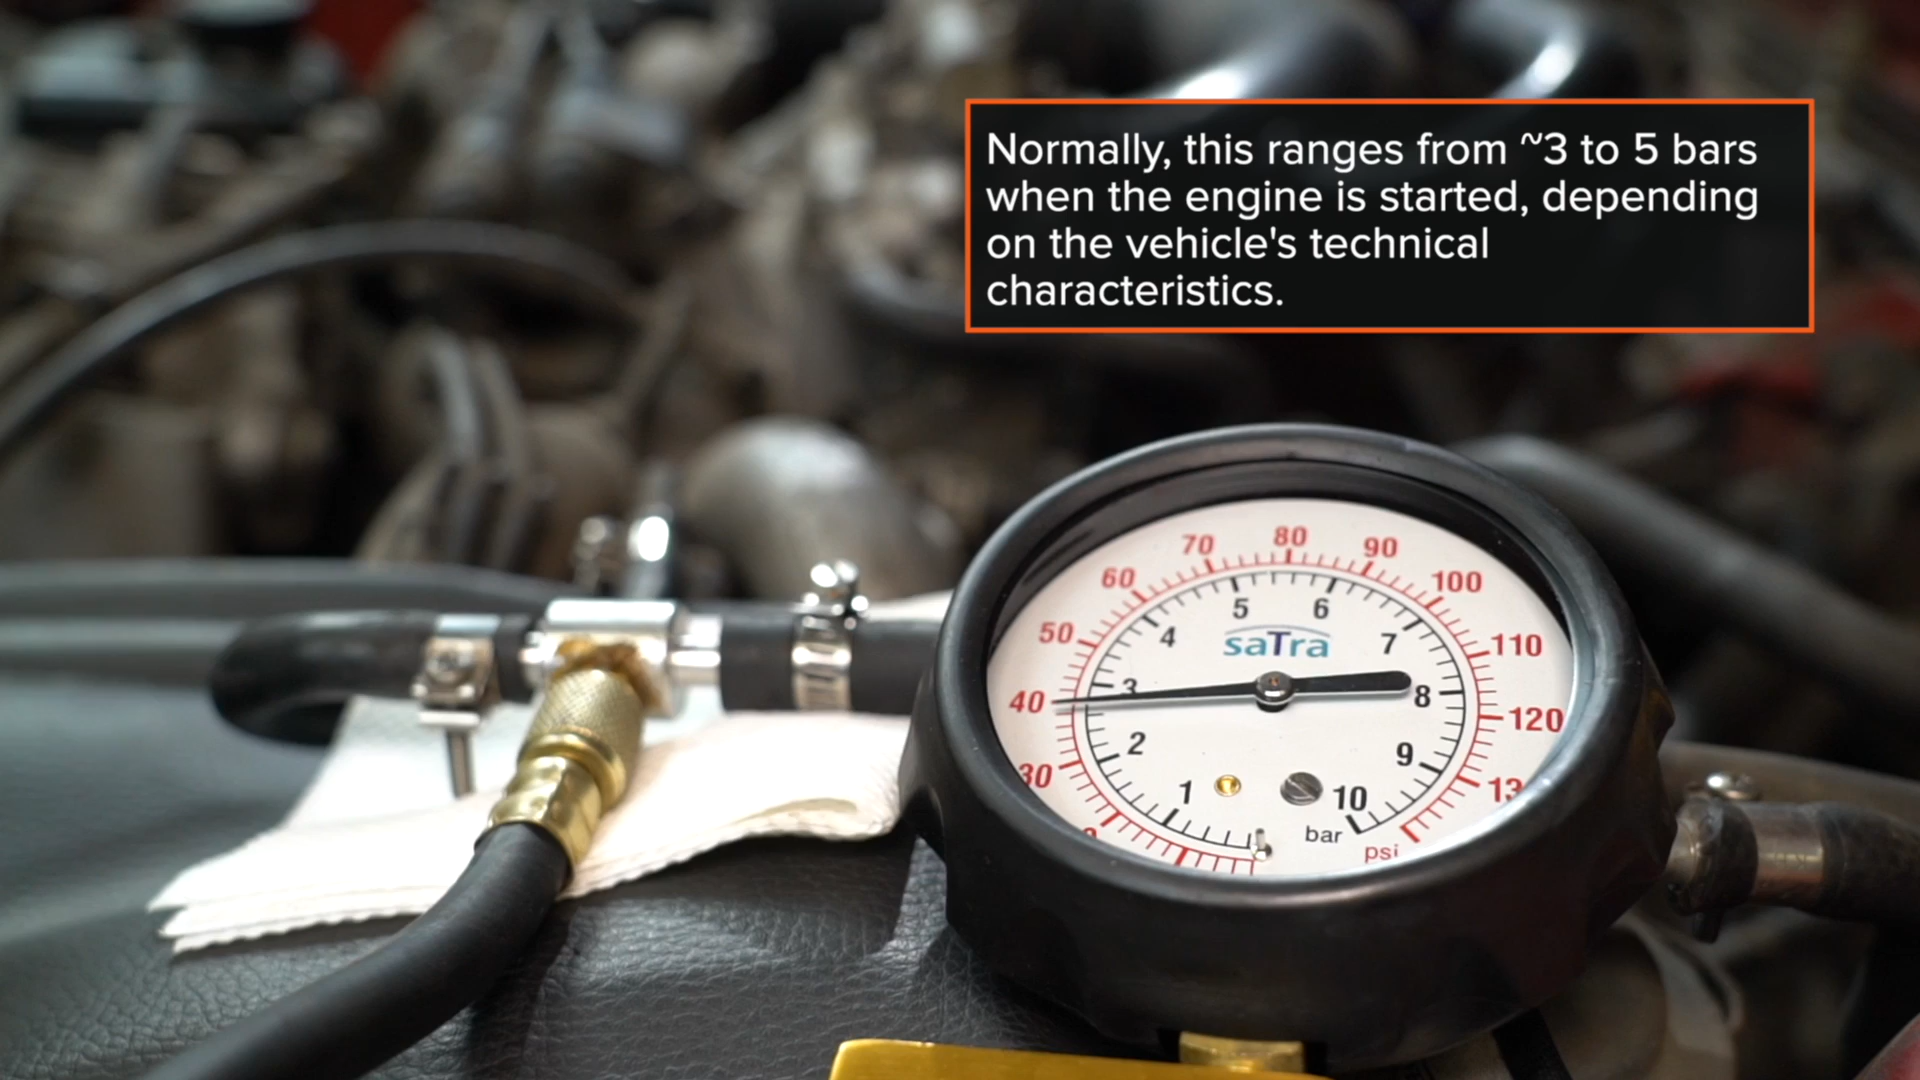 Normally, this ranges from ~3 to 5 bars
when the engine is started, depending
on the vehicle's technical
characteristics.
80
70
90
60
100
5
6
50
4
saTra
7
110
3
40
8
120
2
9
30
1
10
bar
psi